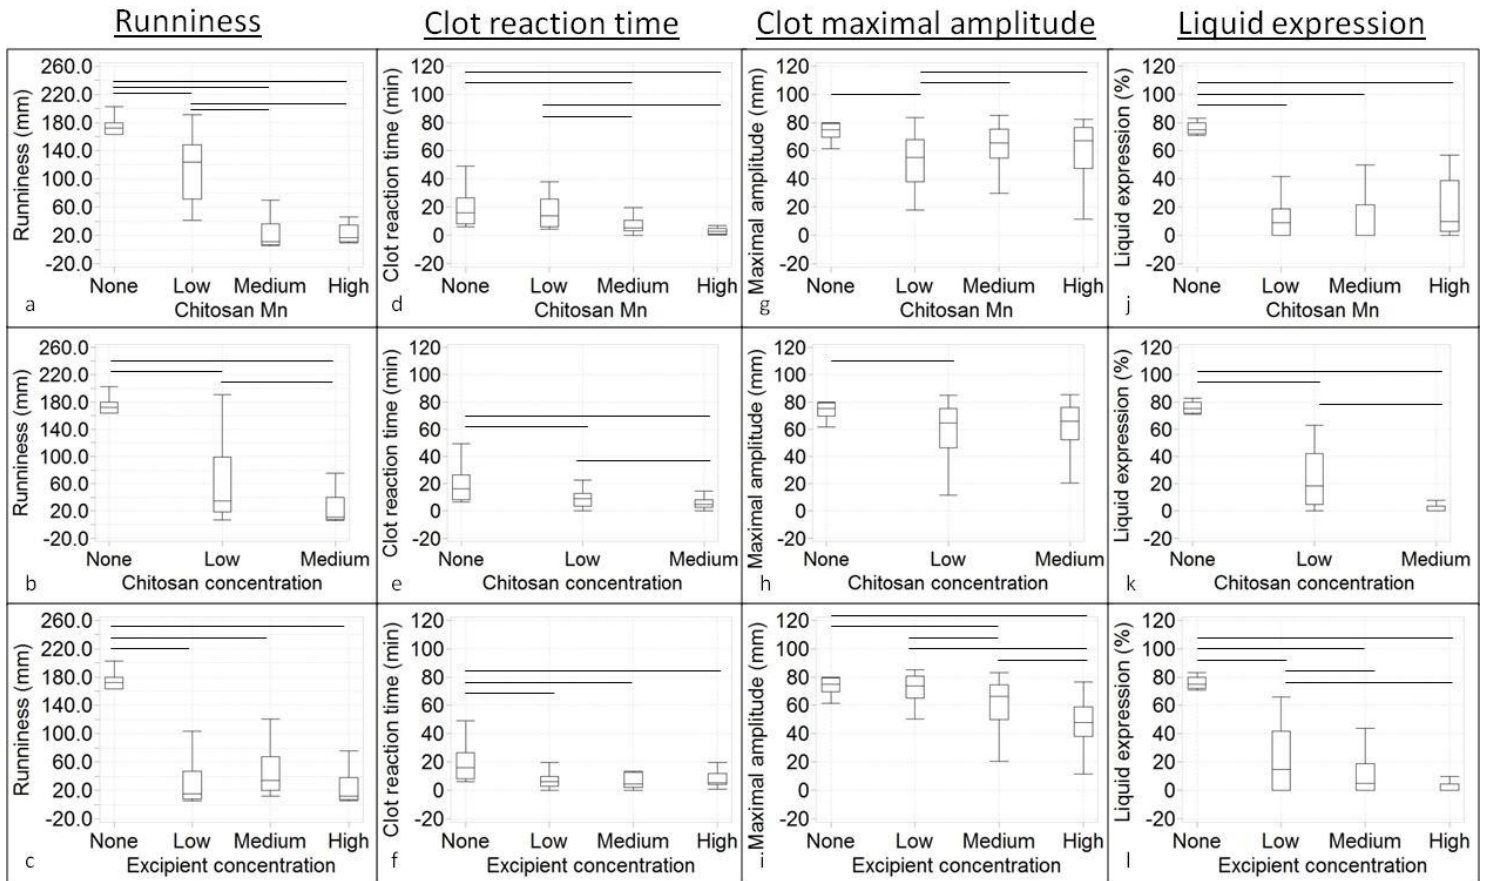 Runniness Clot reaction time Clot maximal amplitude Liquid expression
Runniness (mm)
260.0
220.0
180.0
140.0
100.0
60.0
20.0
-20.0
None Low Medium High
a Chitosan Mn
Clot reaction time (min)
120
100
80
60
40
20
0
-20
None Low Medium High
d Chitosan Mn
Maximal amplitude (mm)
120
100
80
60
40
20
0
-20
None Low Medium High
g Chitosan Mn
Liquid expression (%)
120
100
80
60
40
20
0
-20
None Low Medium High
j Chitosan Mn
Runniness (mm)
260.0
220.0
180.0
140.0
100.0
60.0
20.0
-20.0
None Low Medium
b Chitosan concentration
Clot reaction time (min)
120
100
80
60
40
20
0
-20
None Low Medium
e Chitosan concentration
Maximal amplitude (mm)
120
100
80
60
40
20
0
-20
None Low Medium
h Chitosan concentration
Liquid expression (%)
120
100
80
60
40
20
0
-20
None Low Medium
k Chitosan concentration
Runniness (mm)
260.0
220.0
180.0
140.0
100.0
60.0
20.0
-20.0
None Low Medium High
c Excipient concentration
Clot reaction time (min)
120
100
80
60
40
20
0
-20
None Low Medium High
f Excipient concentration
Maximal amplitude (mm)
120
100
80
60
40
20
0
-20
None Low Medium High
i Excipient concentration
Liquid expression (%)
120
100
80
60
40
20
0
-20
None Low Medium High
l Excipient concentration